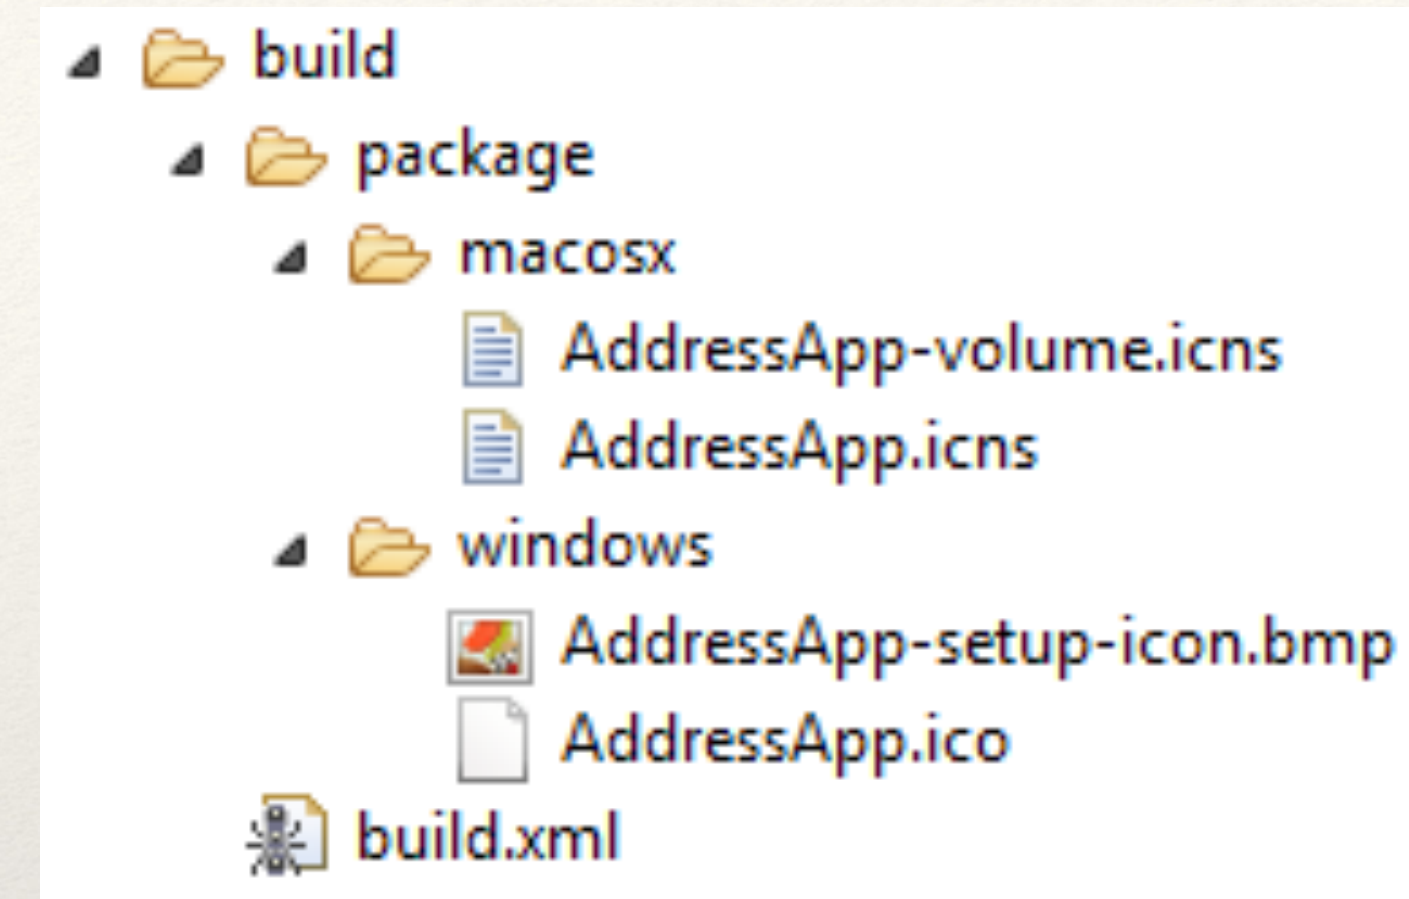 build
package
macosx
AddressApp-volume.icns
AddressApp.icns
windows
AddressApp-setup-icon.bmp
AddressApp.ico
build.xml